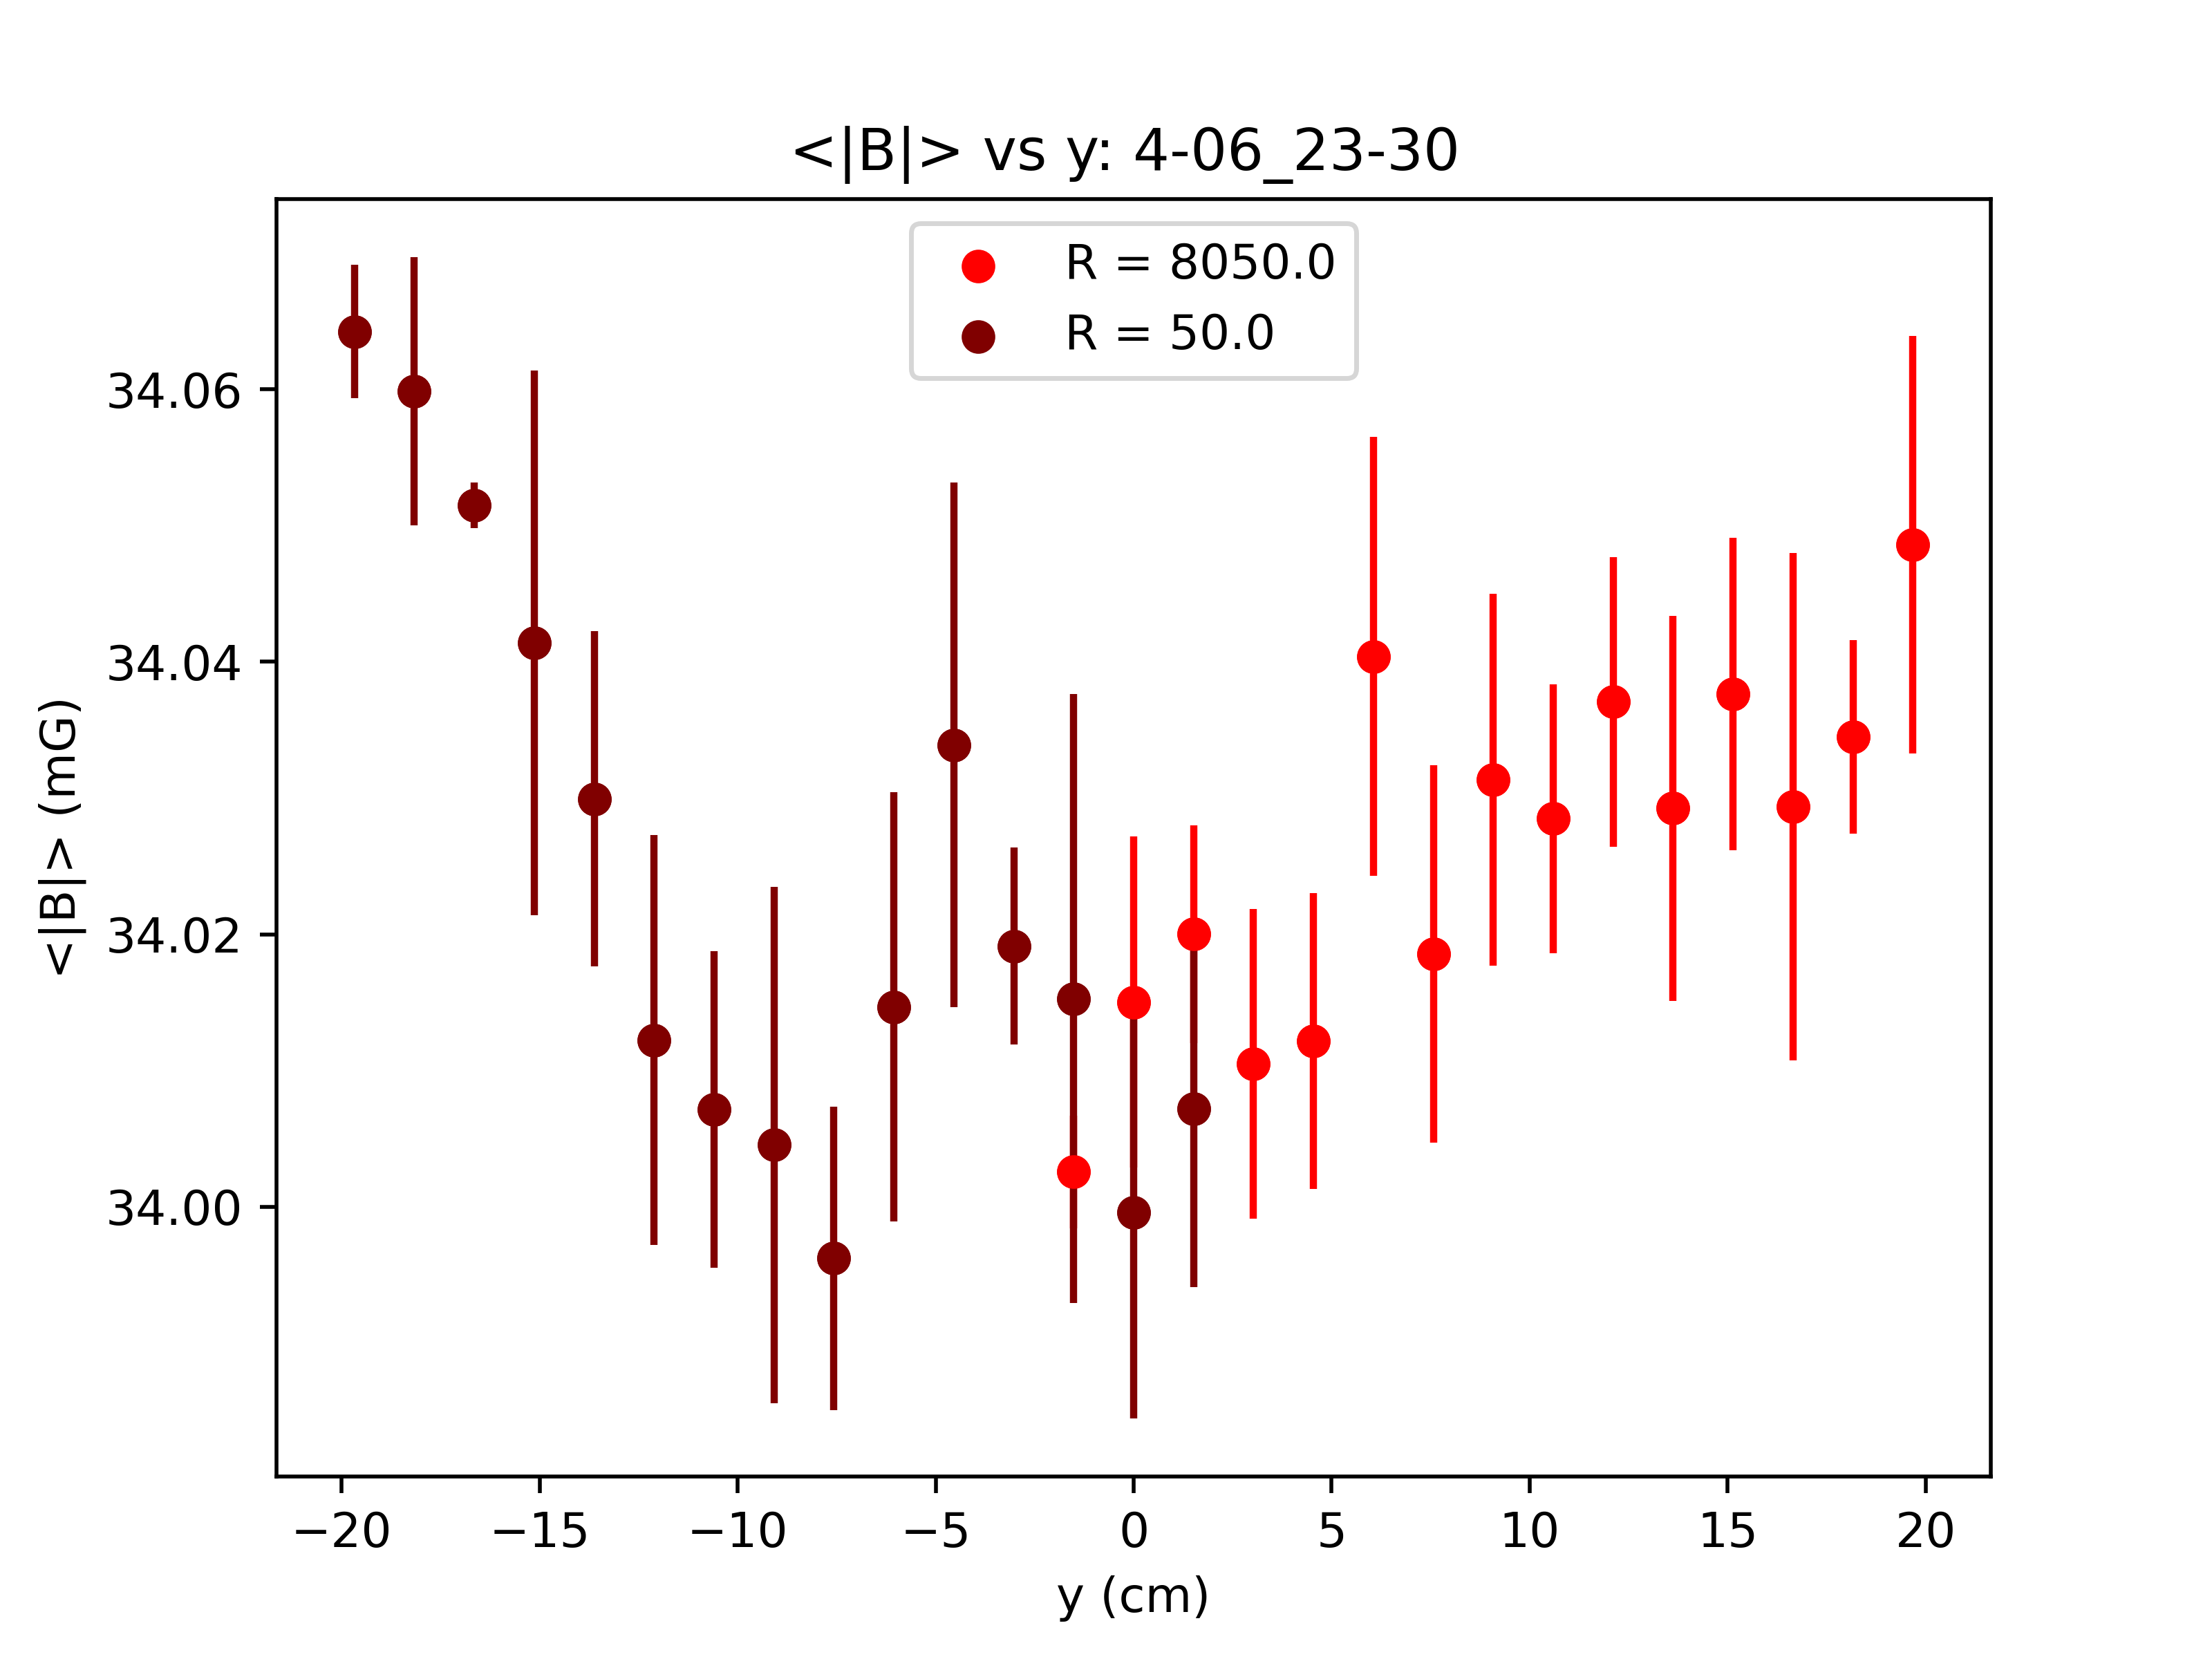 <|B|> vs y: 4-06_23-30
R = 8050.0
R = 50.0
34.06
34.04
34.02
34.00
<|B|> (mG)
−20 −15 −10 −5 0 5 10 15 20
y (cm)